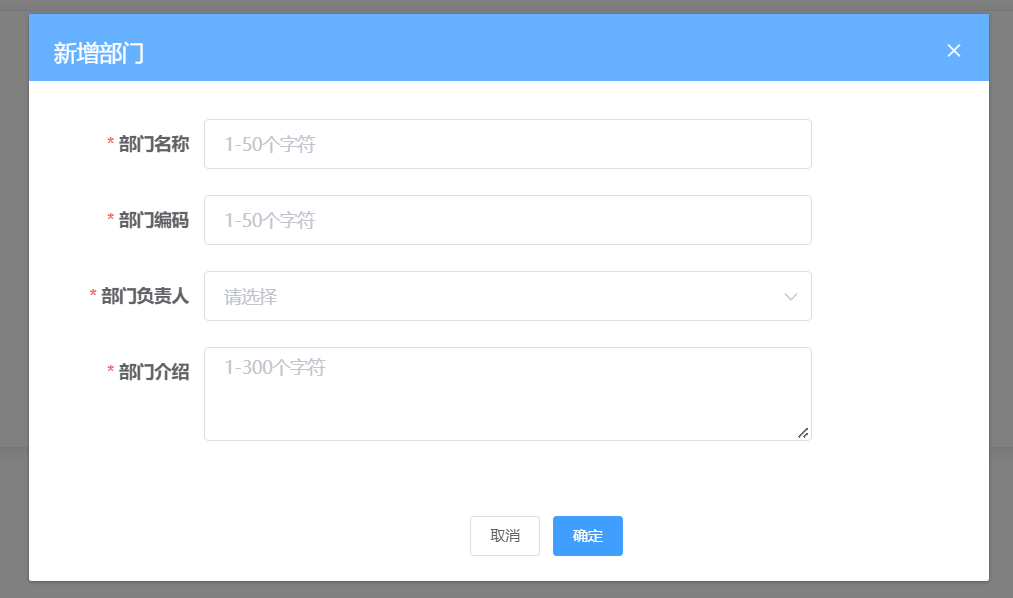 新增部门
* 部门名称 1-50个字符
* 部门编码 1-50个字符
* 部门负责人 请选择
* 部门介绍 1-300个字符
取消 确定